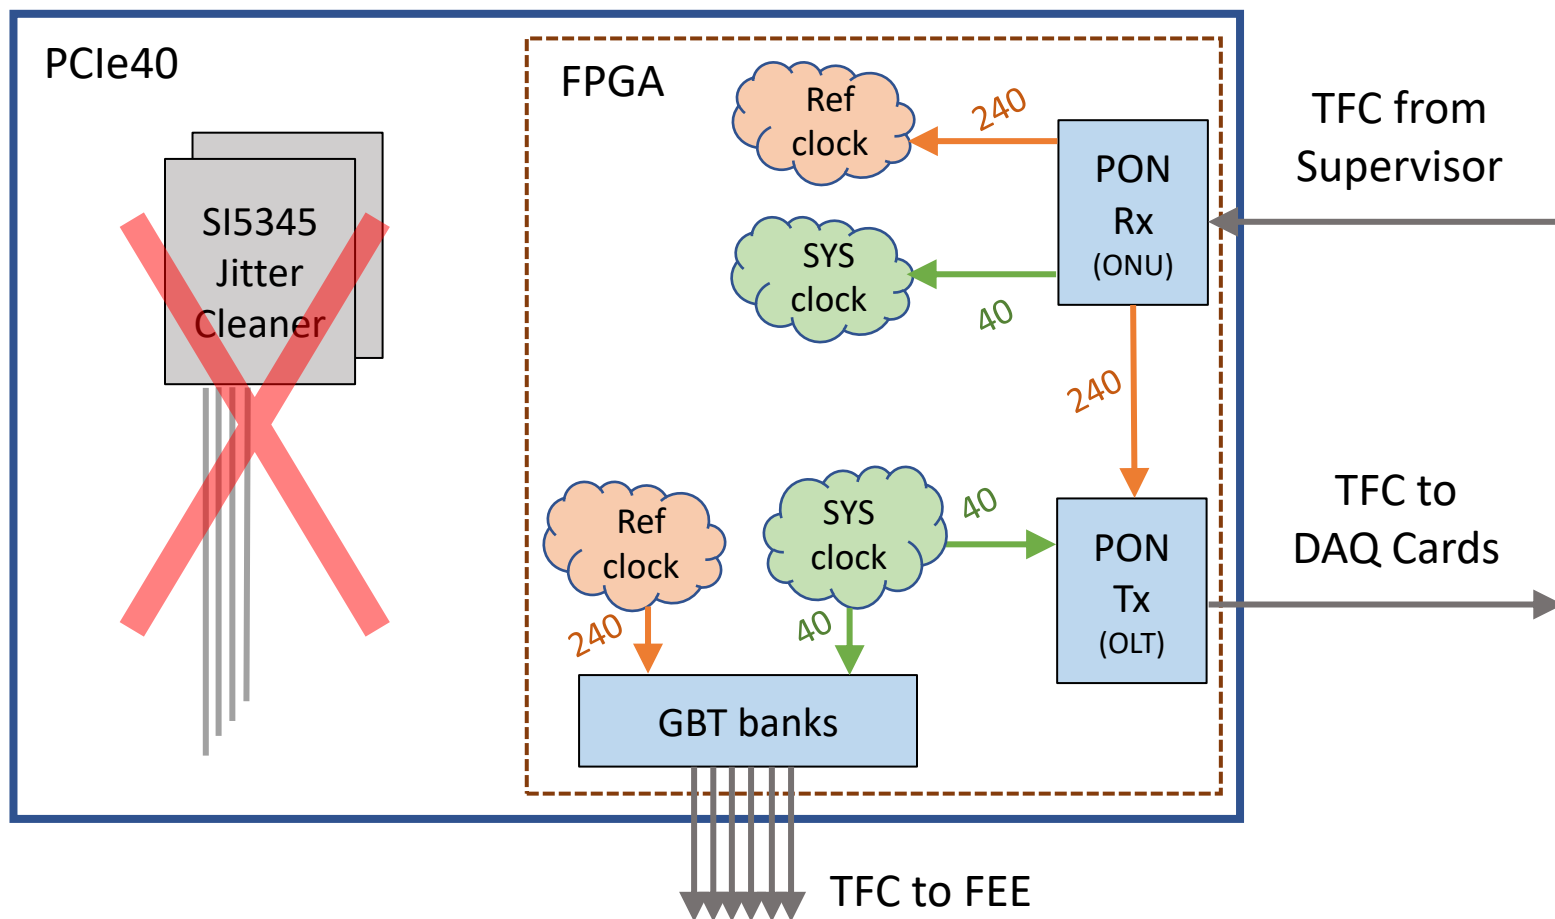 PCIe40
FPGA
SI5345
Jitter
Cleaner
Ref
clock
240
SYS
clock
40
PON
Rx
(ONU)
TFC from
Supervisor
240
Ref
clock
240
SYS
clock
40
40
PON
Tx
(OLT)
TFC to
DAQ Cards
GBT banks
TFC to FEE